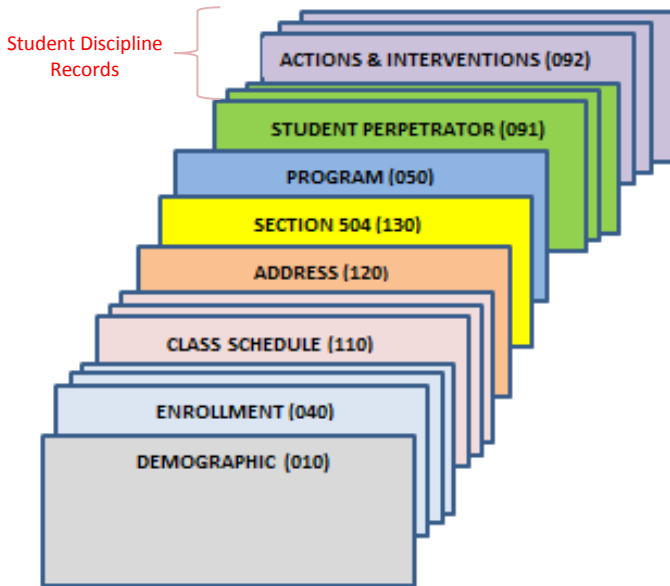 Student Discipline
Records
ACTIONS & INTERVENTIONS (092)
STUDENT PERPETRATOR (091)
PROGRAM (050)
SECTION 504 (130)
ADDRESS (120)
CLASS SCHEDULE (110)
ENROLLMENT (040)
DEMOGRAPHIC (010)